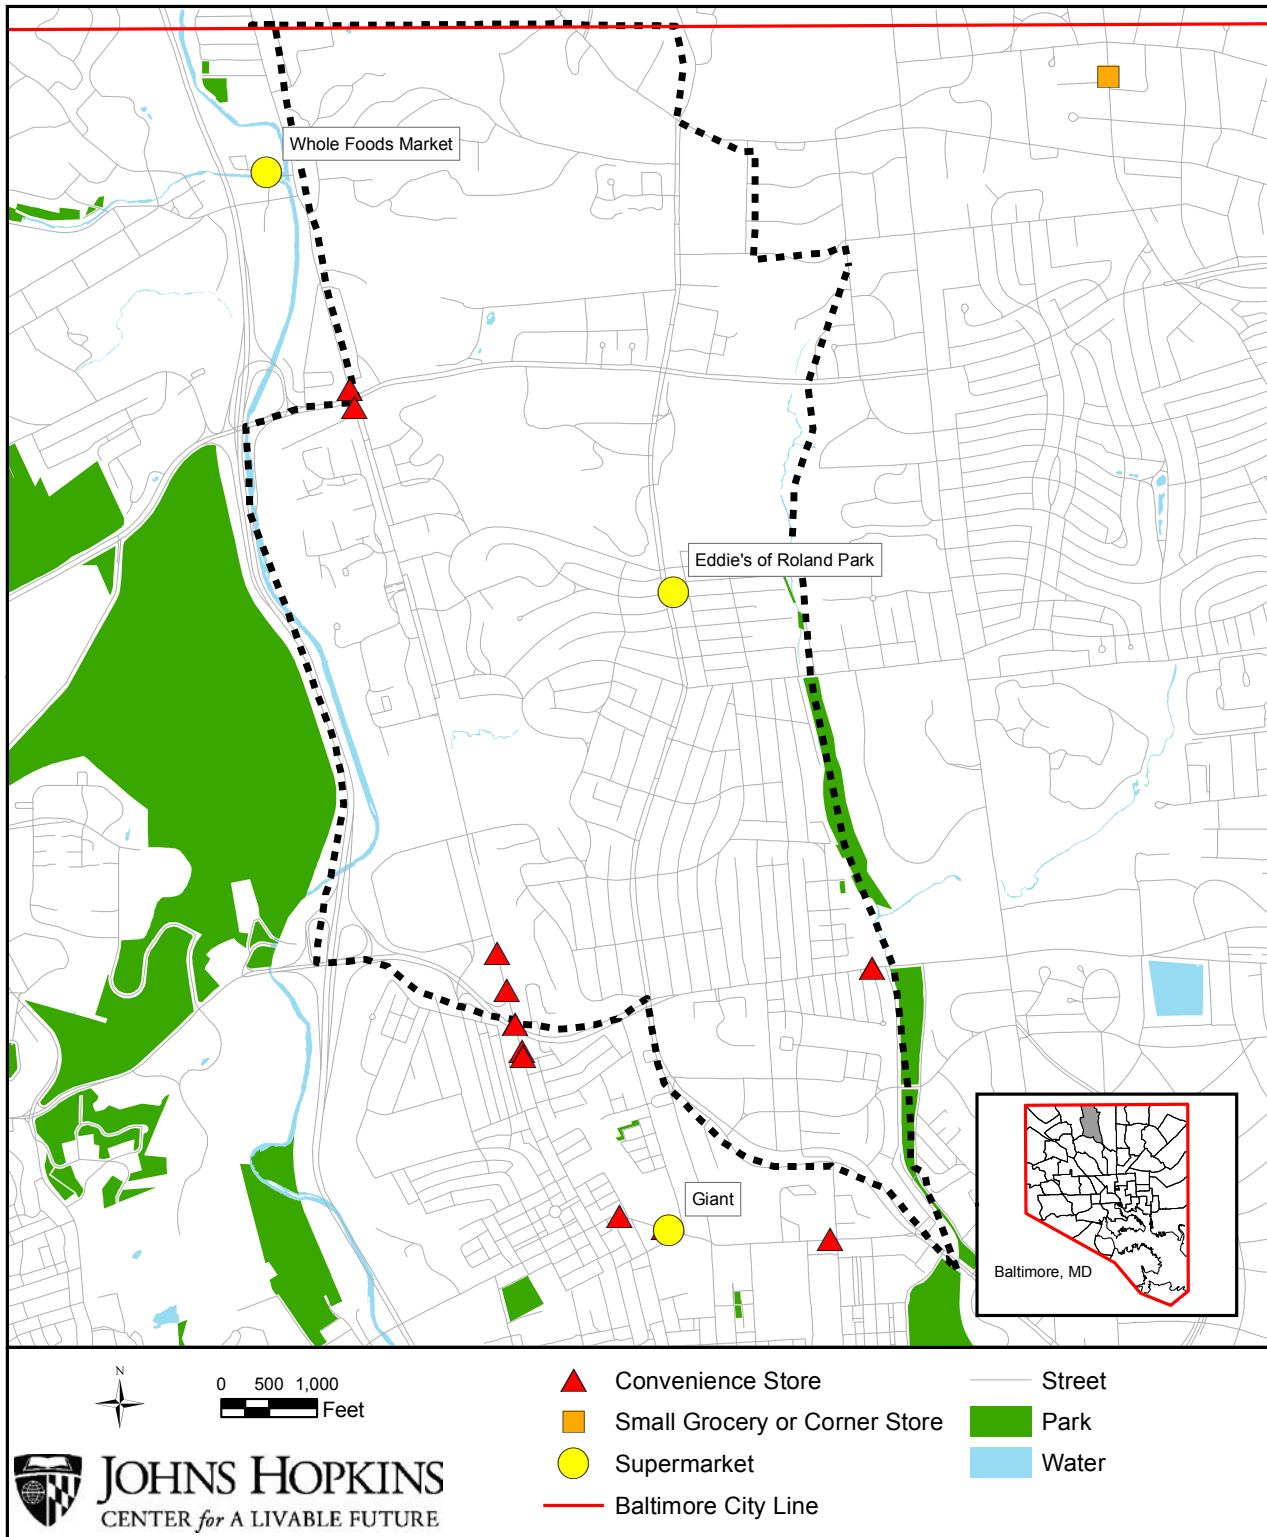 Whole Foods Market
Eddie's of Roland Park
Giant
Baltimore, MD
N
0 500 1,000
Feet
Convenience Store
Small Grocery or Corner Store
Supermarket
Baltimore City Line
Street
Park
Water
JOHNS HOPKINS
CENTER for A LIVABLE FUTURE